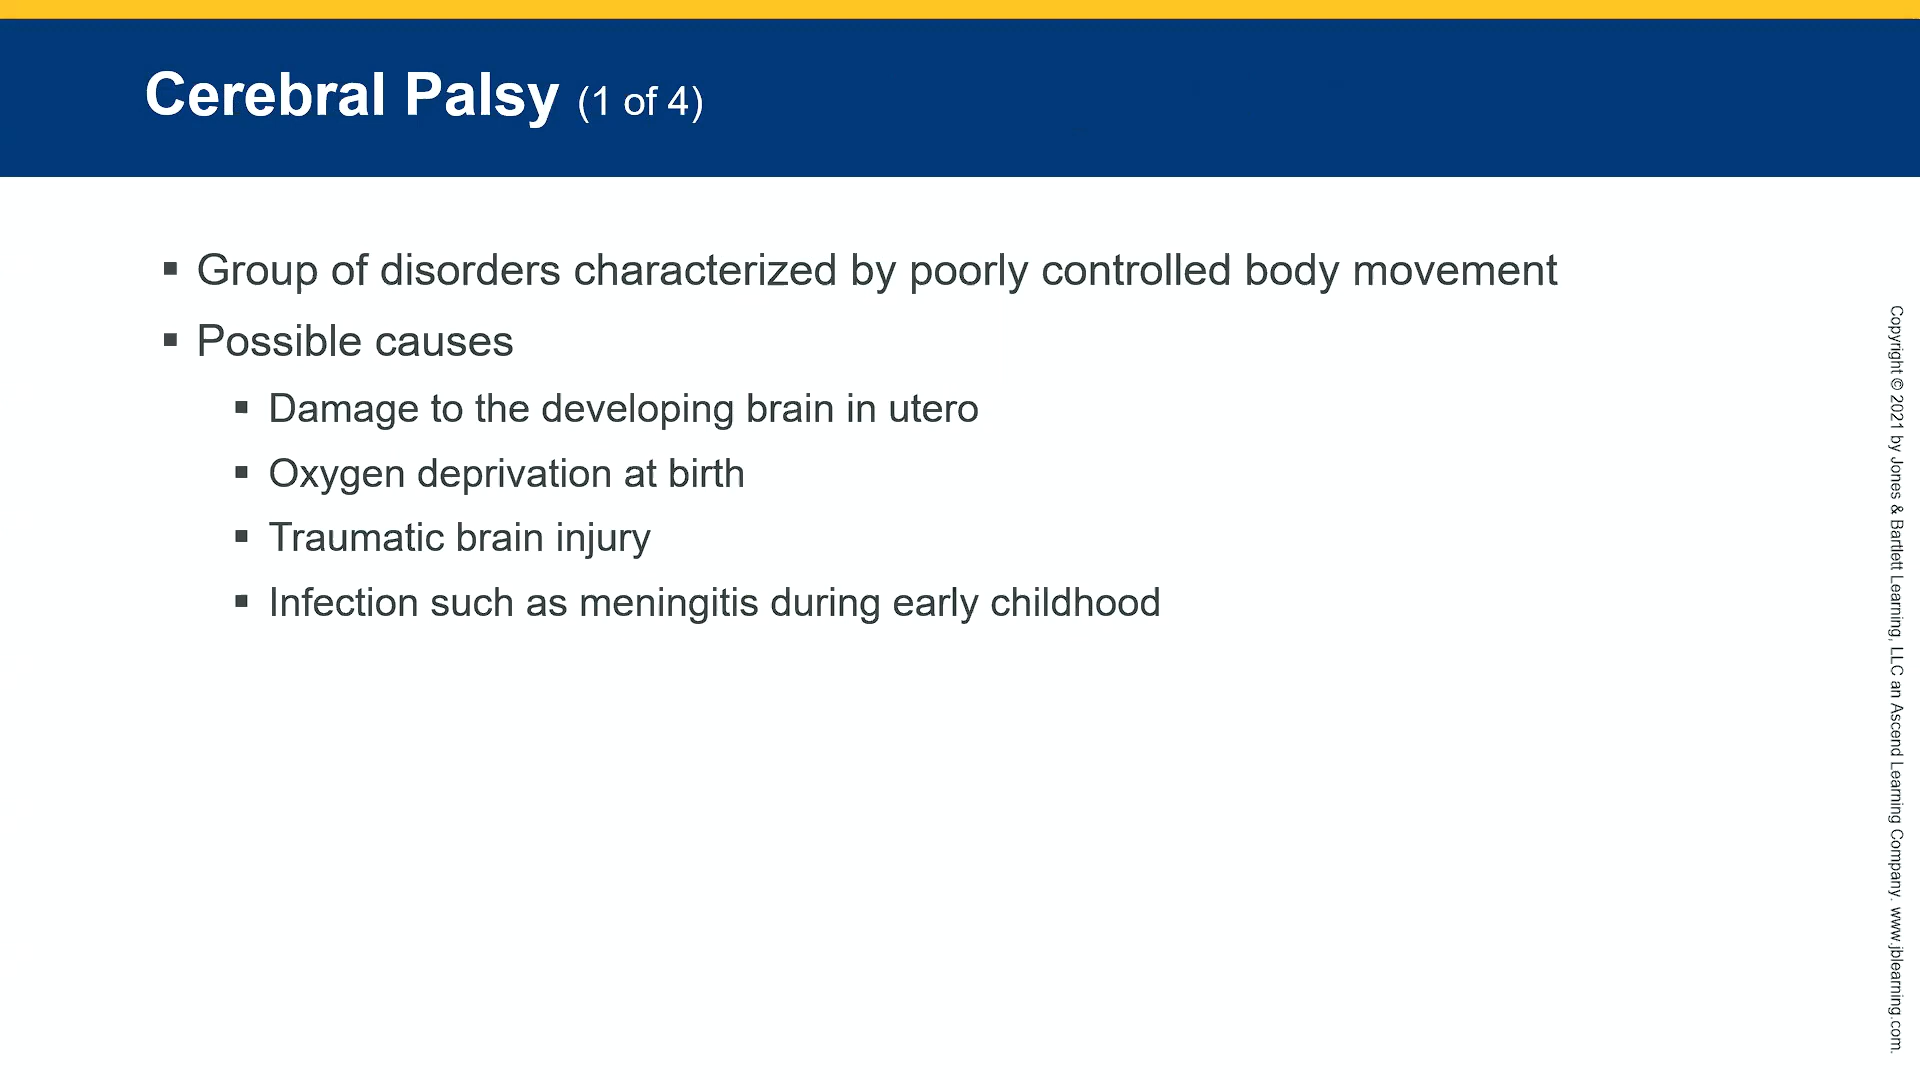 Cerebral Palsy (1 of 4)
▪ Group of disorders characterized by poorly controlled body movement
▪ Possible causes
▪ Damage to the developing brain in utero
▪ Oxygen deprivation at birth
▪ Traumatic brain injury
▪ Infection such as meningitis during early childhood
Copyright © 2021 by Jones & Bartlett Learning, LLC an Ascend Learning Company. www.jblearning.com.